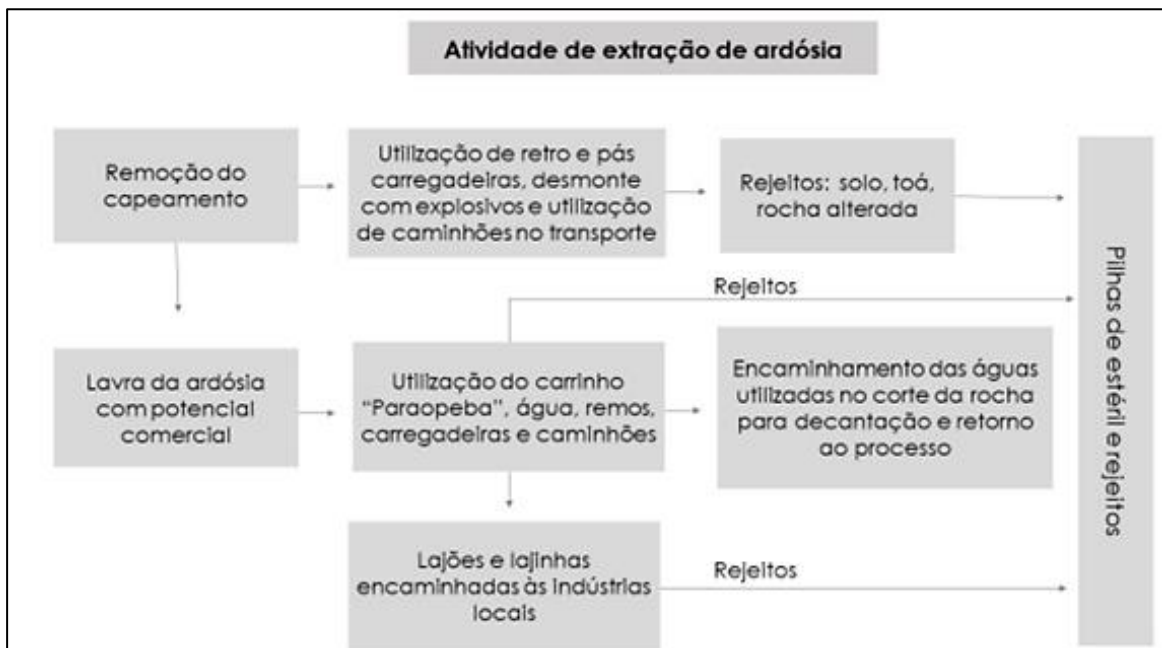 Atividade de extração de ardósia
Remoção do
capeamento
Utilização de retro e pás
carregadeiras, desmonte
com explosivos e utilização
de caminhões no transporte
Rejeitos: solo, toá,
rocha alterada
Pilhas de estéril e rejeitos
Rejeitos
Lavra da ardósia
com potencial
comercial
Utilização do carrinho
“Paraopeba”, água, remos,
carregadeiras e caminhões
Encaminhamento das águas
utilizadas no corte da rocha
para decantação e retorno
ao processo
Lajões e lajinhas
encaminhadas às indústrias
locais
Rejeitos